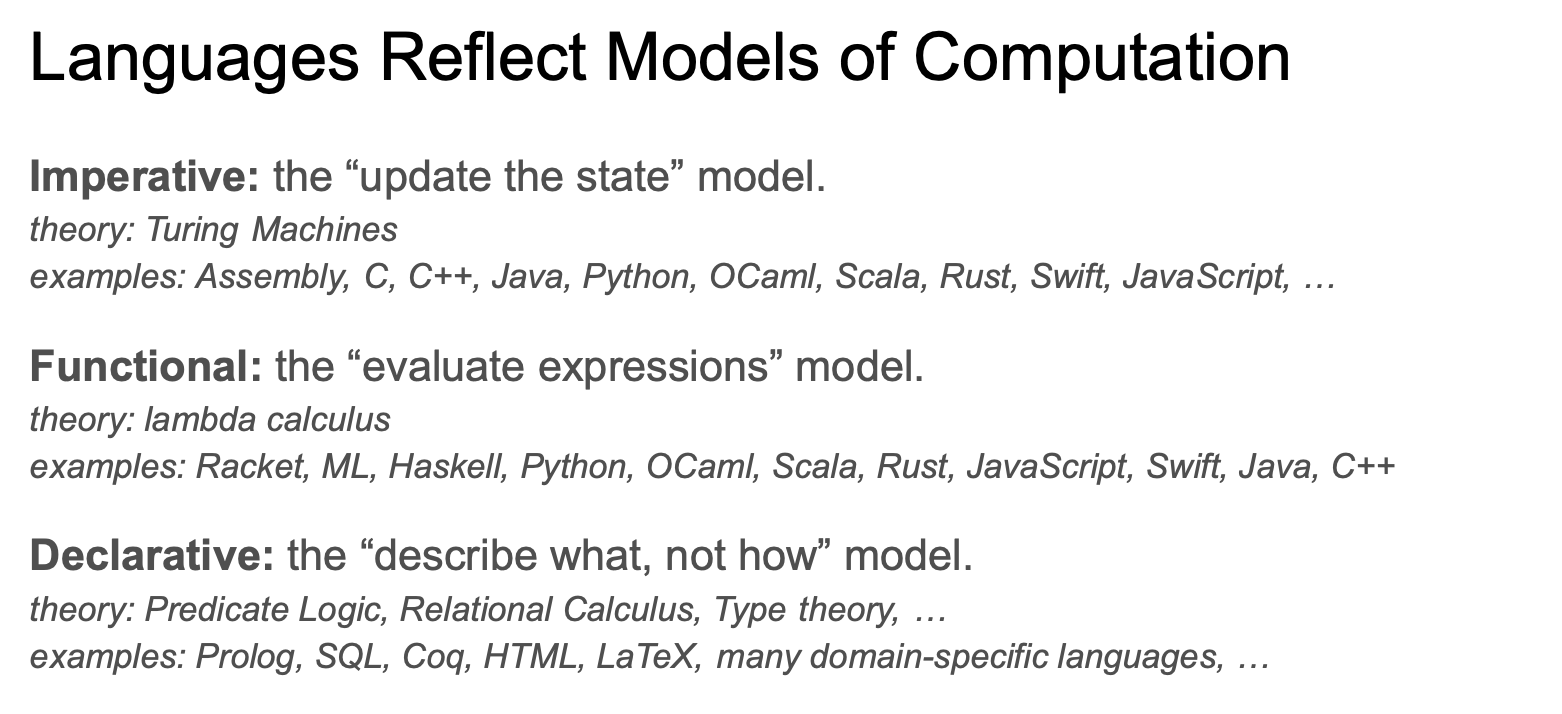 Languages Reflect Models of Computation
Imperative: the “update the state” model.
theory: Turing Machines
examples: Assembly, C, C++, Java, Python, OCaml, Scala, Rust, Swift, JavaScript, …
Functional: the “evaluate expressions” model.
theory: lambda calculus
examples: Racket, ML, Haskell, Python, OCaml, Scala, Rust, JavaScript, Swift, Java, C++
Declarative: the “describe what, not how” model.
theory: Predicate Logic, Relational Calculus, Type theory, …
examples: Prolog, SQL, Coq, HTML, LaTeX, many domain-specific languages, …